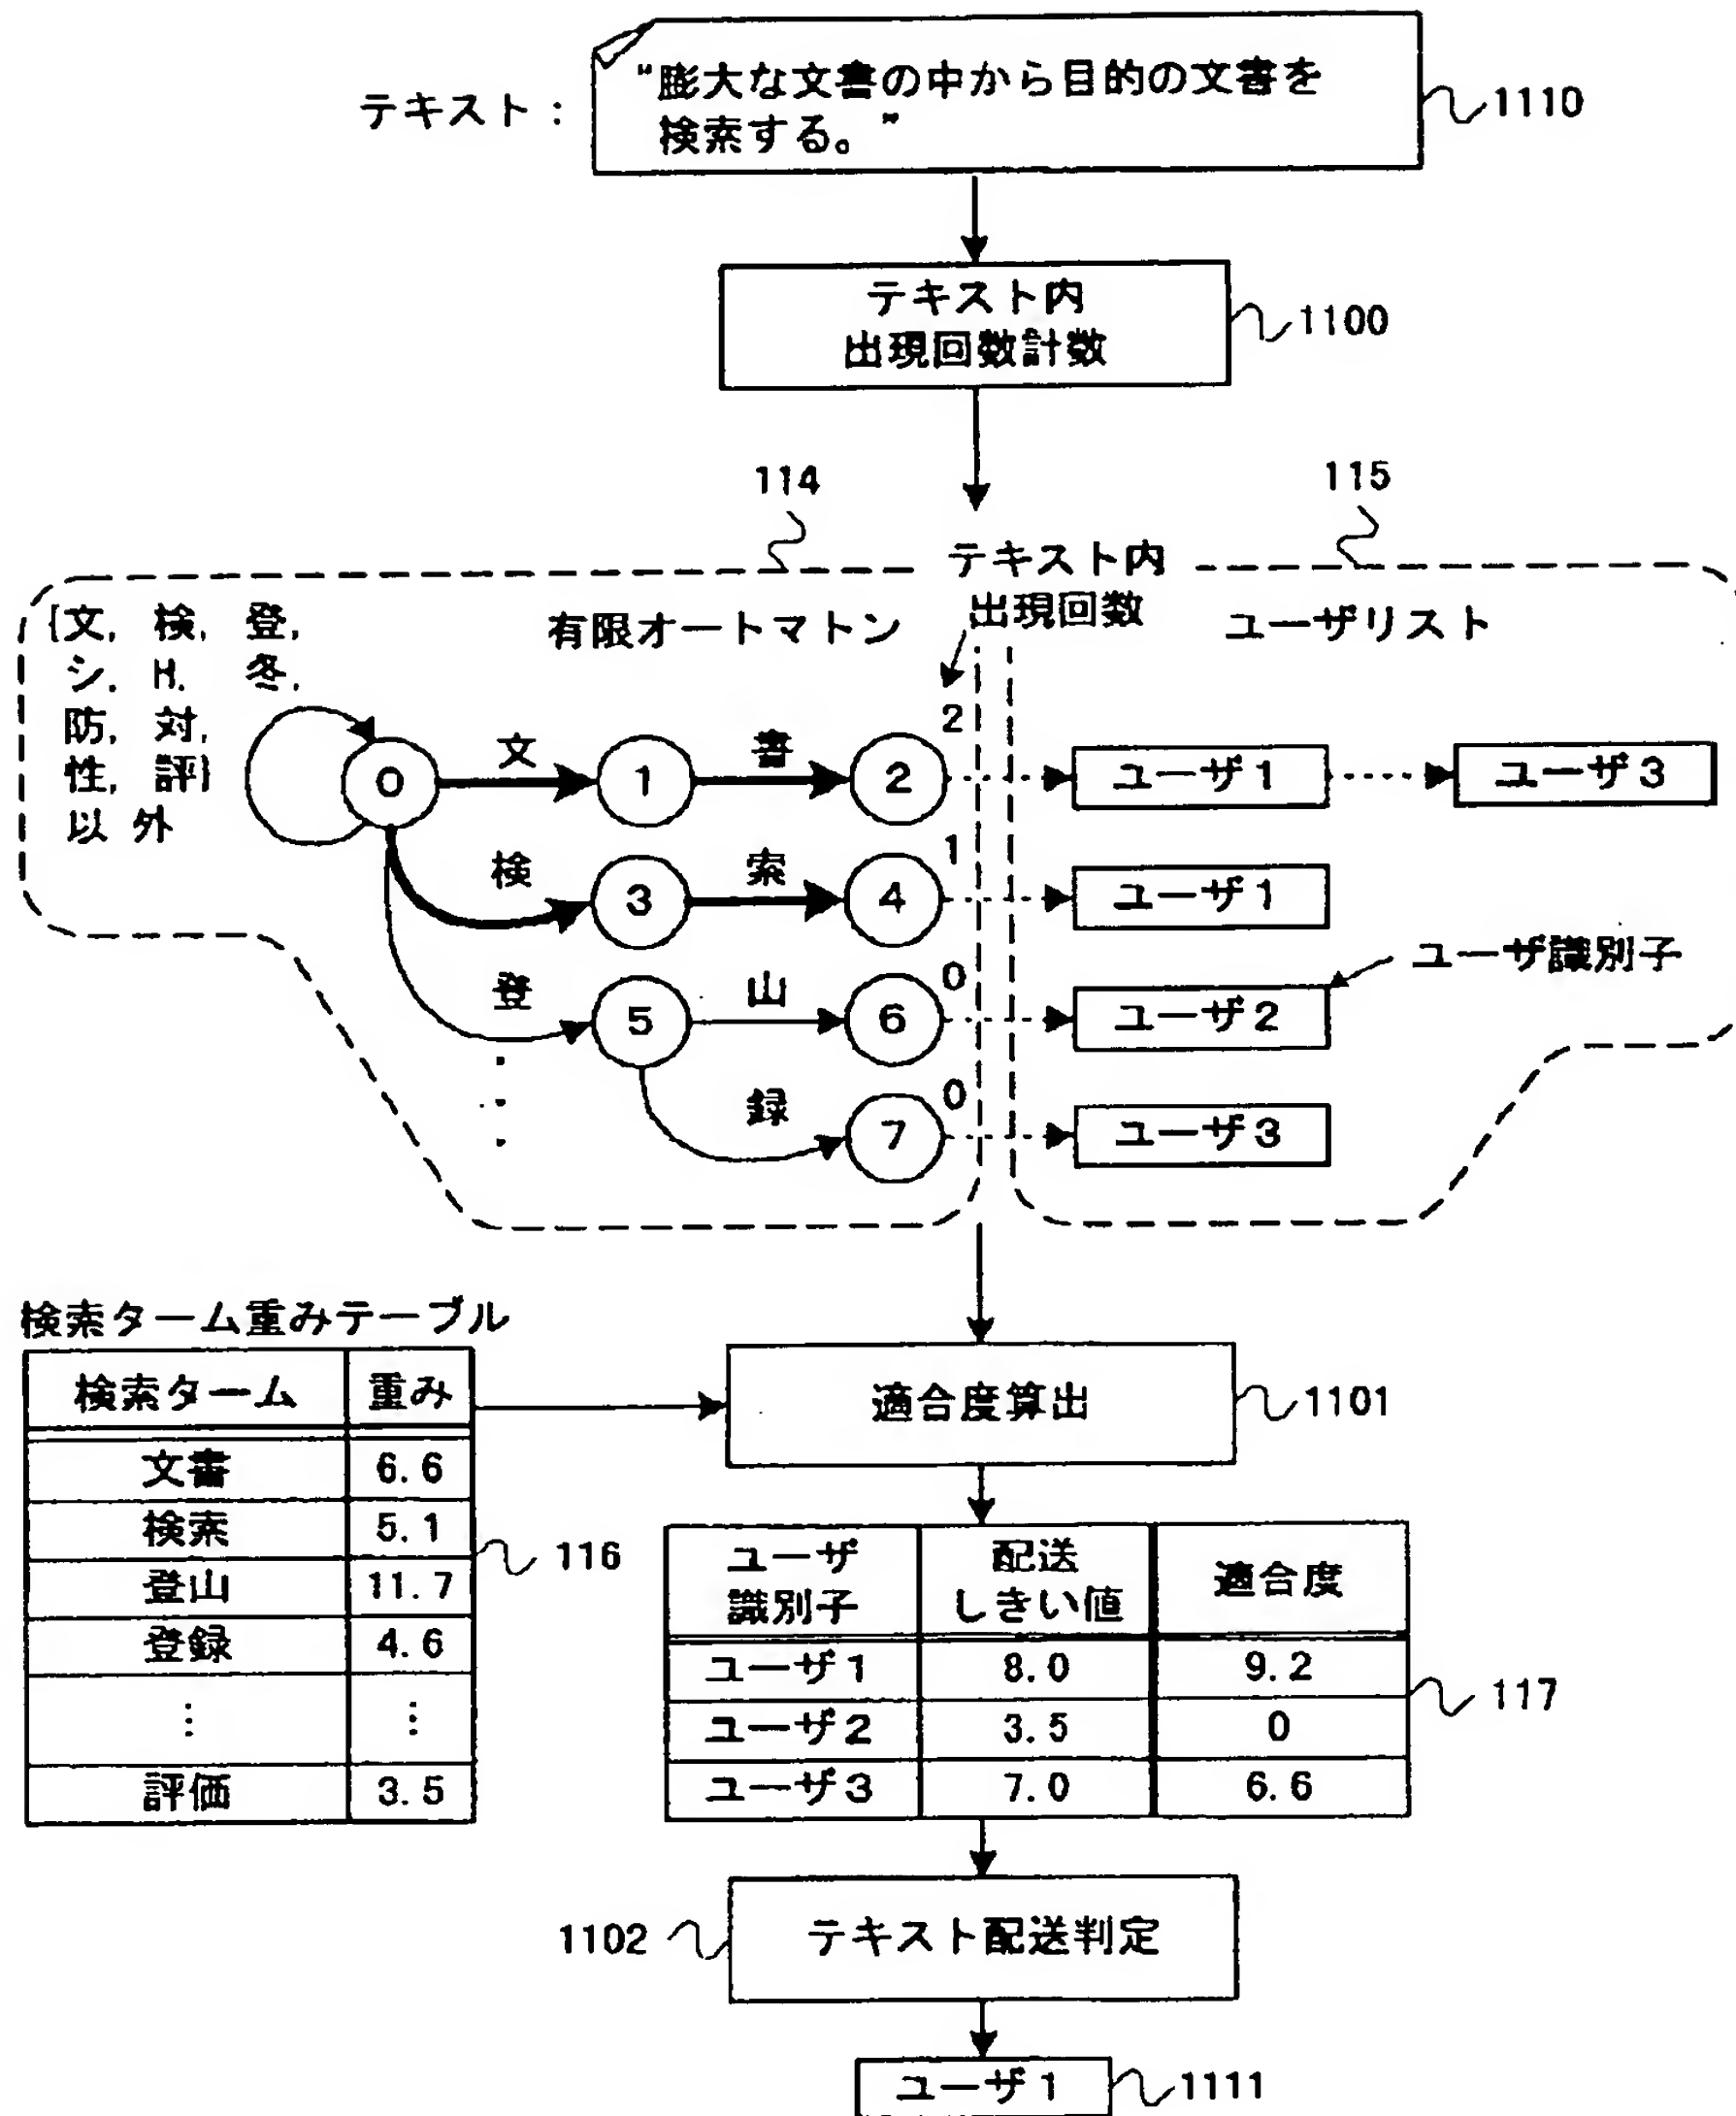 テキスト：
"膨大な文書の中から目的の文書を
検索する。"
1110
テキスト内
出現回数計数
1100
114
115
テキスト内
出現回数
{文, 検, 登,
シ, H, 冬,
防, 対,
性, 評}
以外
有限オートマトン
ユーザリスト
0
文
1
書
2
2
ユーザ1
ユーザ3
検
3
索
4
1
ユーザ1
ユーザ識別子
登
5
山
6
0
ユーザ2
録
7
0
ユーザ3
検索ターム重みテーブル
検索ターム 重み
文書 6.6
検索 5.1
登山 11.7
登録 4.6
⋮ ⋮
評価 3.5
116
適合度算出
1101
ユーザ
識別子
配送
しきい値
適合度
ユーザ1 8.0 9.2
ユーザ2 3.5 0
ユーザ3 7.0 6.6
117
1102
テキスト配送判定
ユーザ1
1111